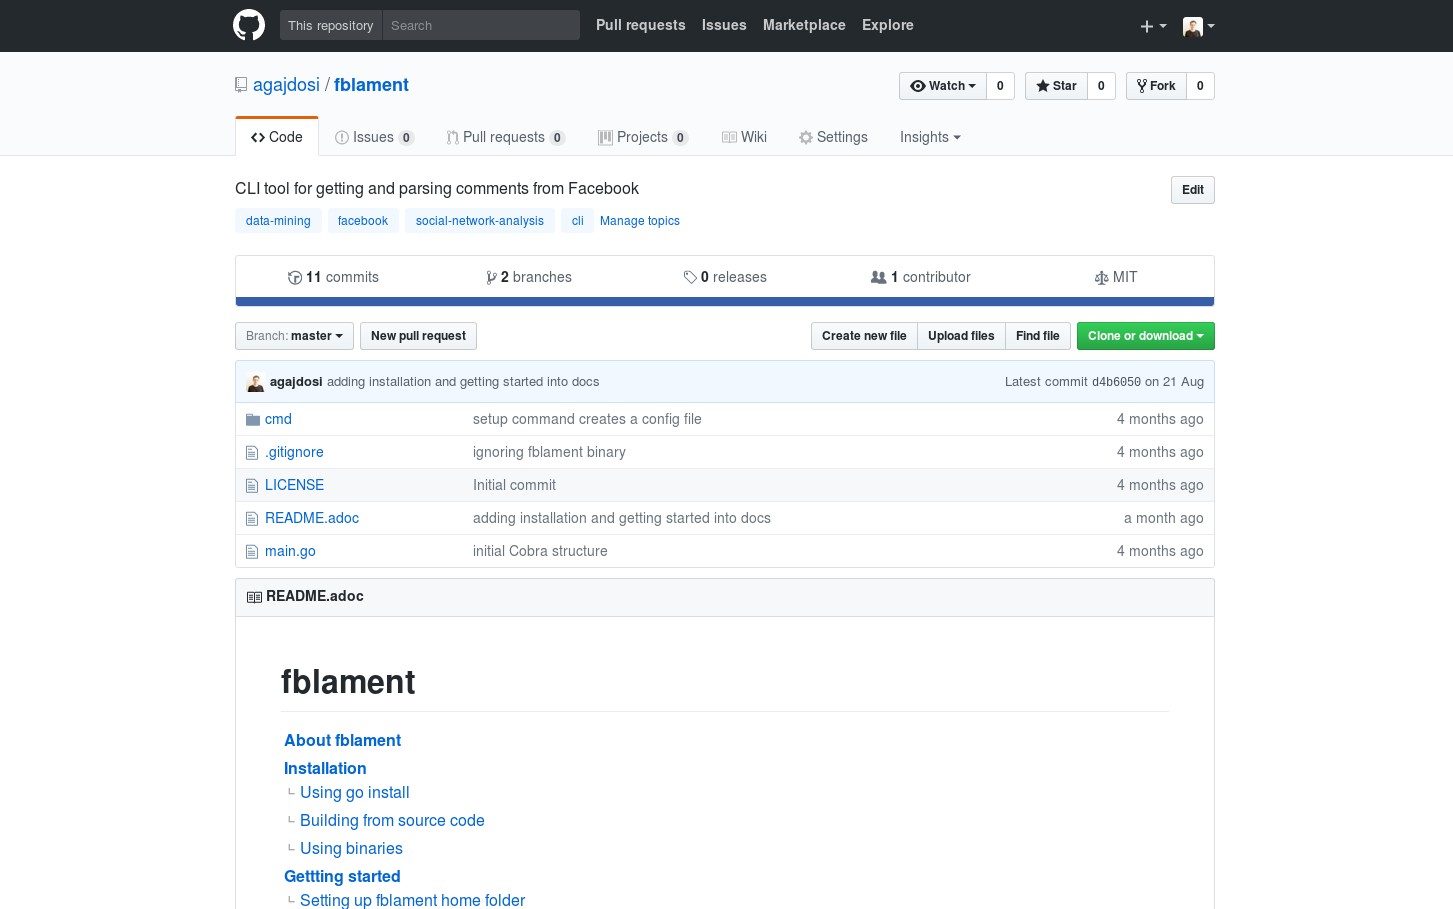 This repository Search Pull requests Issues Marketplace Explore
agajdosi / fblament Watch 0 Star 0 Fork 0
Code Issues 0 Pull requests 0 Projects 0 Wiki Settings Insights
CLI tool for getting and parsing comments from Facebook Edit
data-mining facebook social-network-analysis cli Manage topics
11 commits 2 branches 0 releases 1 contributor MIT
Branch: master New pull request Create new file Upload files Find file Clone or download
agajdosi adding installation and getting started into docs Latest commit d4b6050 on 21 Aug
cmd setup command creates a config file 4 months ago
.gitignore ignoring fblament binary 4 months ago
LICENSE Initial commit 4 months ago
README.adoc adding installation and getting started into docs a month ago
main.go initial Cobra structure 4 months ago
README.adoc
fblament
About fblament
Installation
Using go install
Building from source code
Using binaries
Gettting started
Setting up fblament home folder